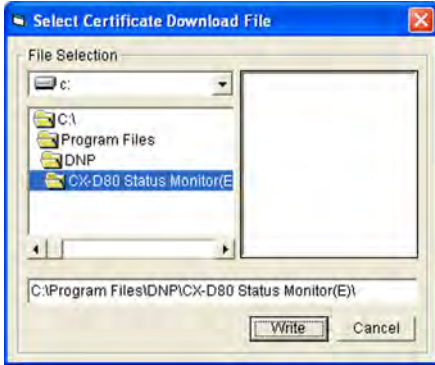 Select Certificate Download File
File Selection
c:
C:\
Program Files
DNP
CX-D80 Status Monitor(E
C:\Program Files\DNP\CX-D80 Status Monitor(E)\
Write
Cancel